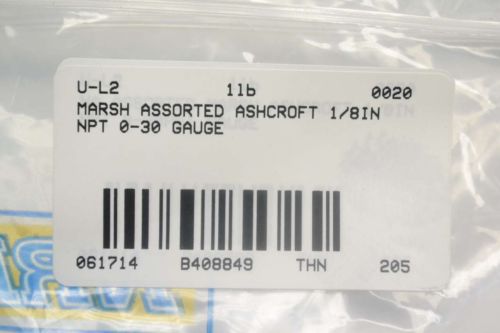 U-L2 1lb 0020
MARSH ASSORTED ASHCROFT 1/8IN
NPT 0-30 GAUGE
061714 B408849 THN 205